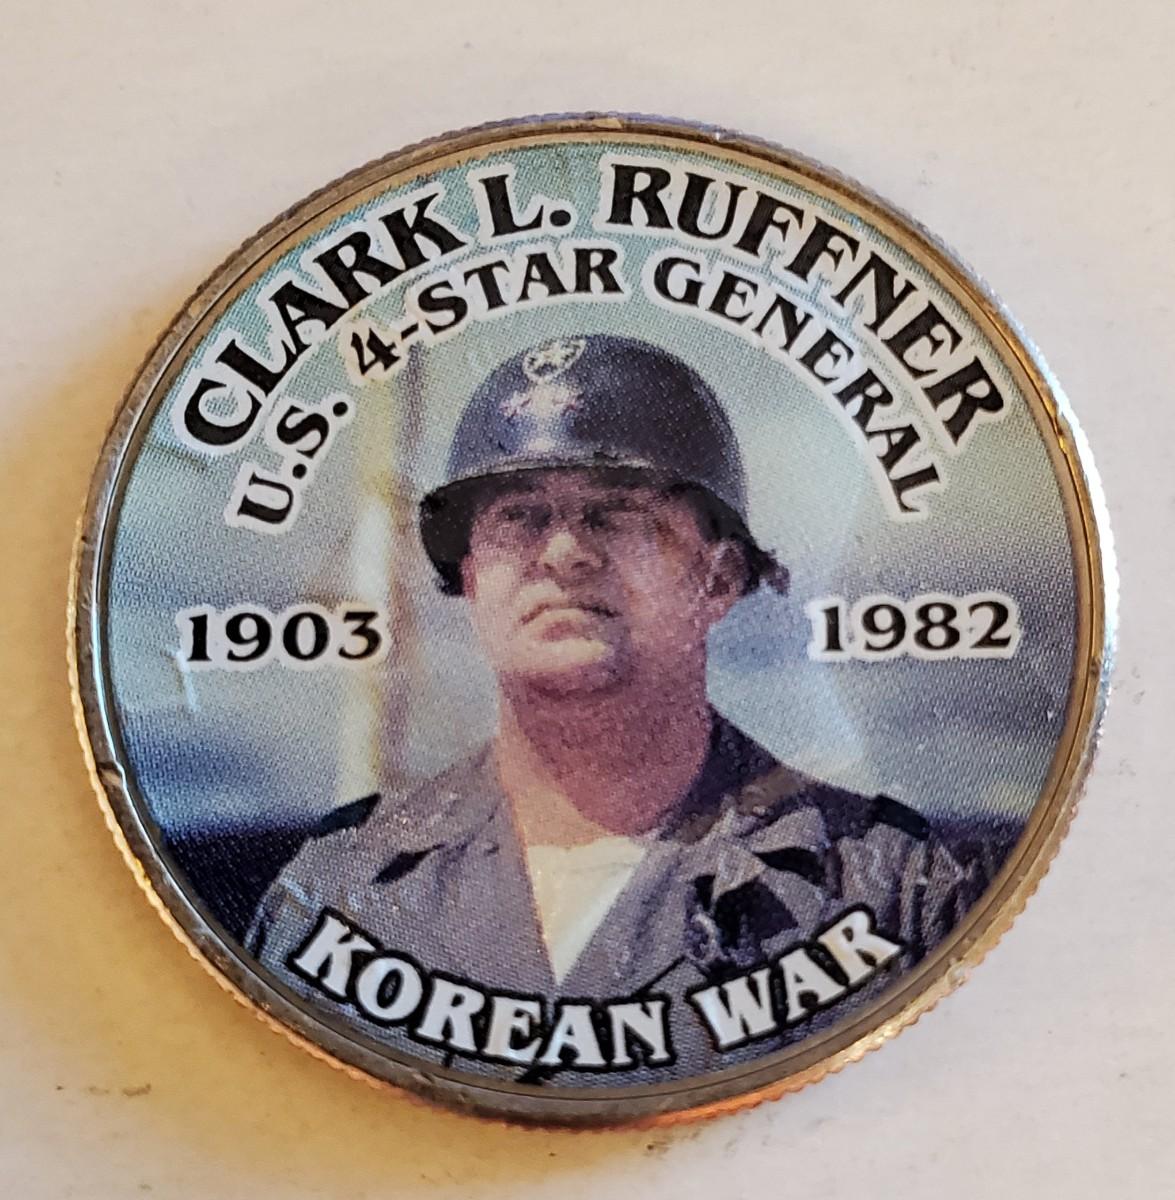 CLARK L. RUFFNER
U.S. 4-STAR GENERAL
1903 1982
KOREAN WAR